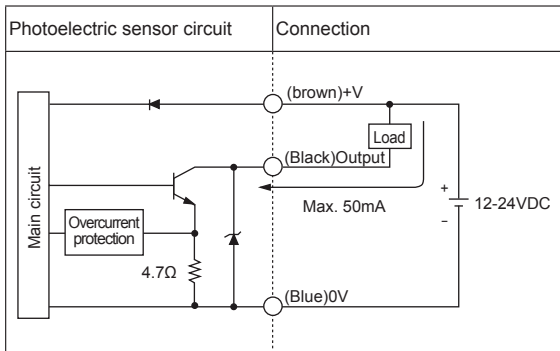 Photoelectric sensor circuit
Connection
(brown)+V
Load
(Black)Output
Main circuit
Max. 50mA
+
12-24VDC
−
Overcurrent
protection
4.7Ω
(Blue)0V